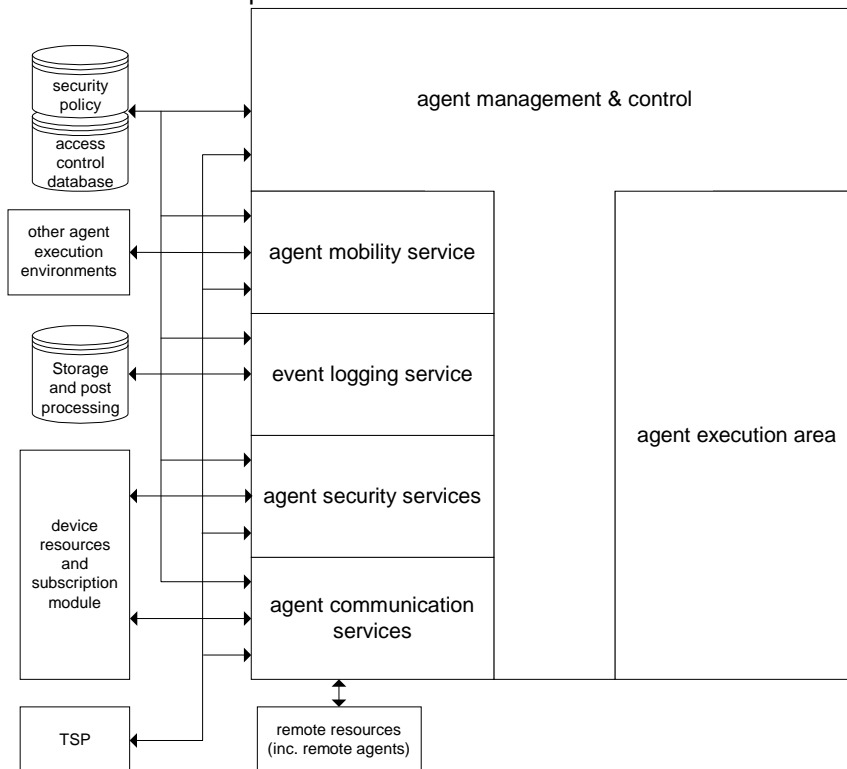 agent management & control
security
policy
access
control
database
other agent
execution
environments
agent mobility service
Storage
and post
processing
event logging service
agent execution area
device
resources
and
subscription
module
agent security services
agent communication
services
TSP
remote resources
(inc. remote agents)